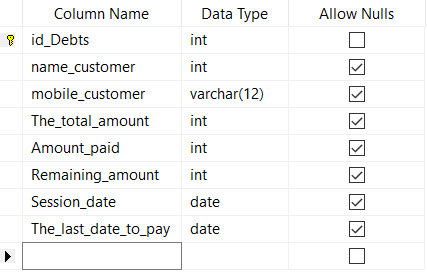 Column Name Data Type Allow Nulls
id_Debts int
name_customer int
mobile_customer varchar(12)
The_total_amount int
Amount_paid int
Remaining_amount int
Session_date date
The_last_date_to_pay date